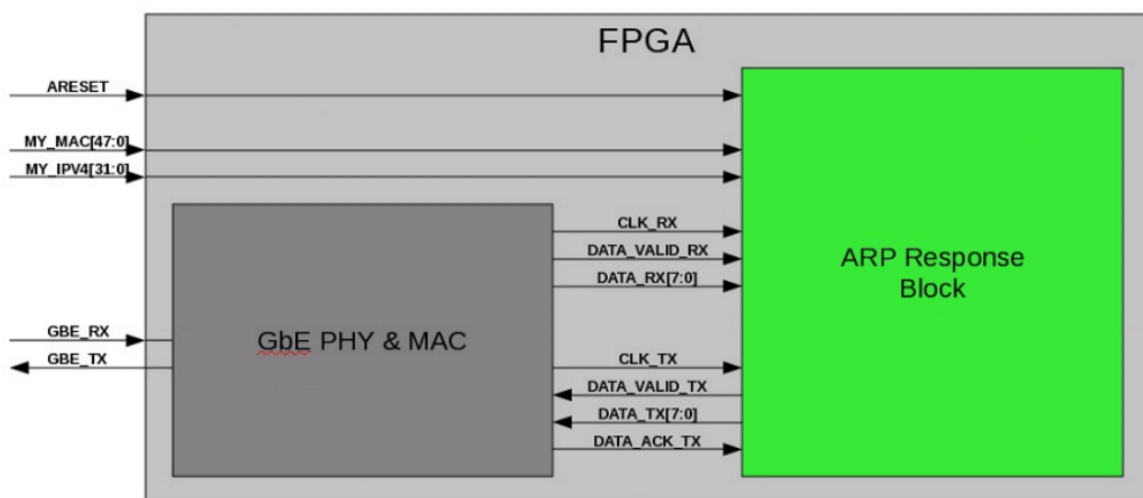 FPGA
ARESET
MY_MAC[47:0]
MY_IPV4[31:0]
CLK_RX
DATA_VALID_RX
DATA_RX[7:0]
ARP Response
Block
GBE_RX
GbE PHY & MAC
GBE_TX
CLK_TX
DATA_VALID_TX
DATA_TX[7:0]
DATA_ACK_TX